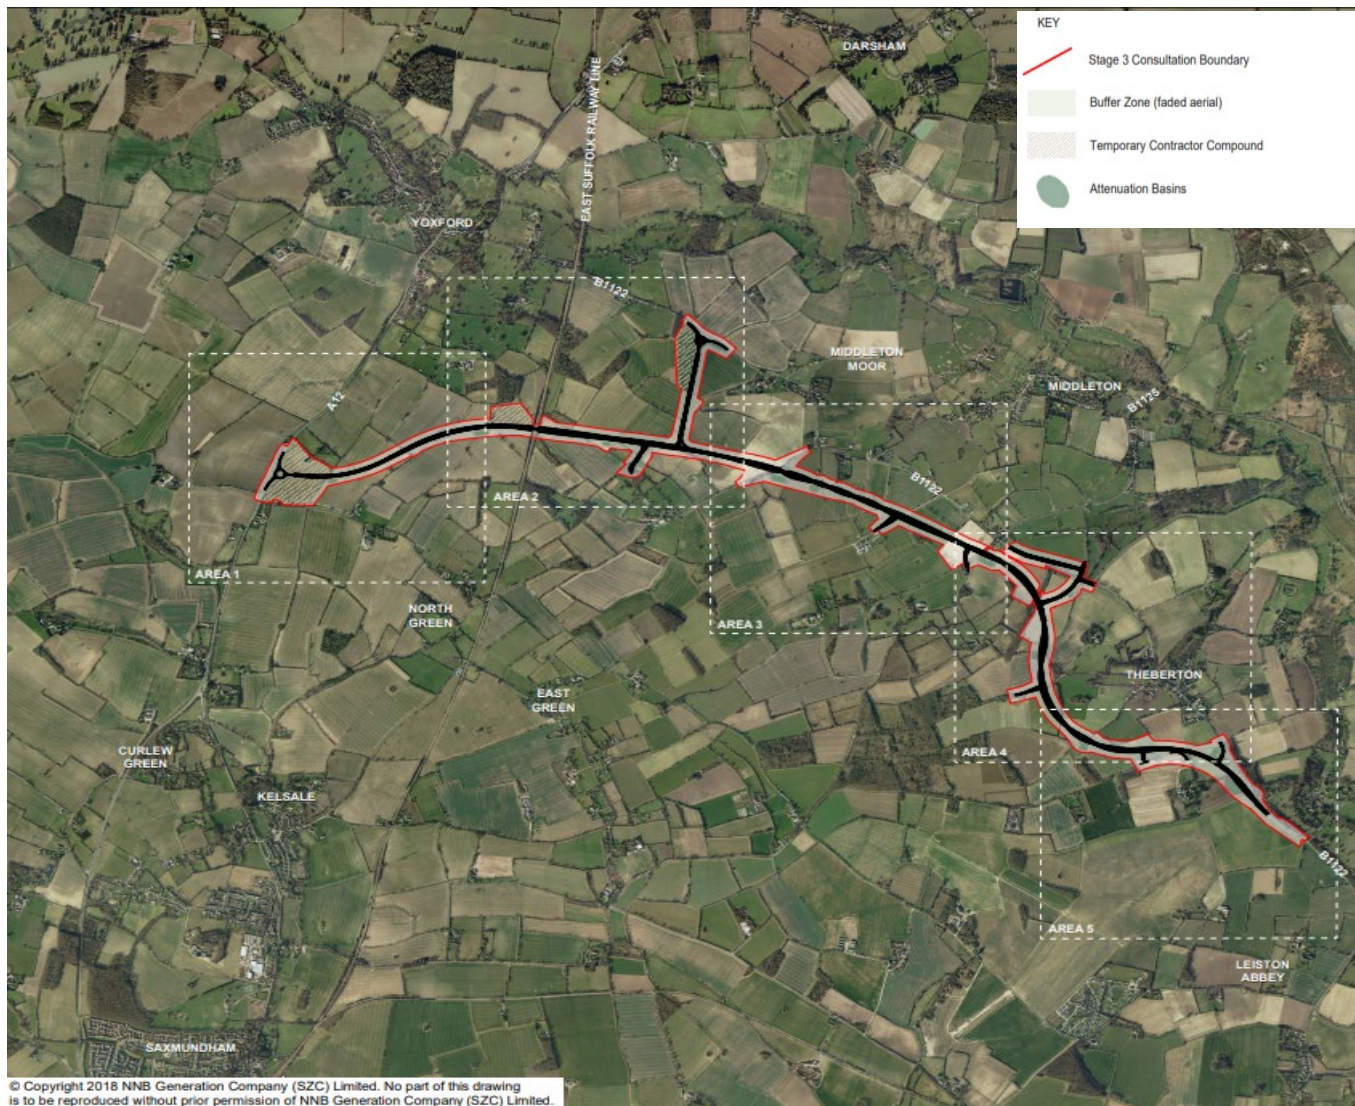 KEY
Stage 3 Consultation Boundary
Buffer Zone (faded aerial)
Temporary Contractor Compound
Attenuation Basins
DARSHAM
EAST SUFFOLK RAILWAY LINE
YOXFORD
B1122
MIDDLETON
MOOR
MIDDLETON
B1125
A12
AREA 2
B1122
AREA 1
NORTH
GREEN
AREA 3
THEBERTON
EAST
GREEN
CURLEW
GREEN
AREA 4
KELSALE
B1122
AREA 5
LEISTON
ABBEY
SAXMUNDHAM
© Copyright 2018 NNB Generation Company (SZC) Limited. No part of this drawing
is to be reproduced without prior permission of NNB Generation Company (SZC) Limited.